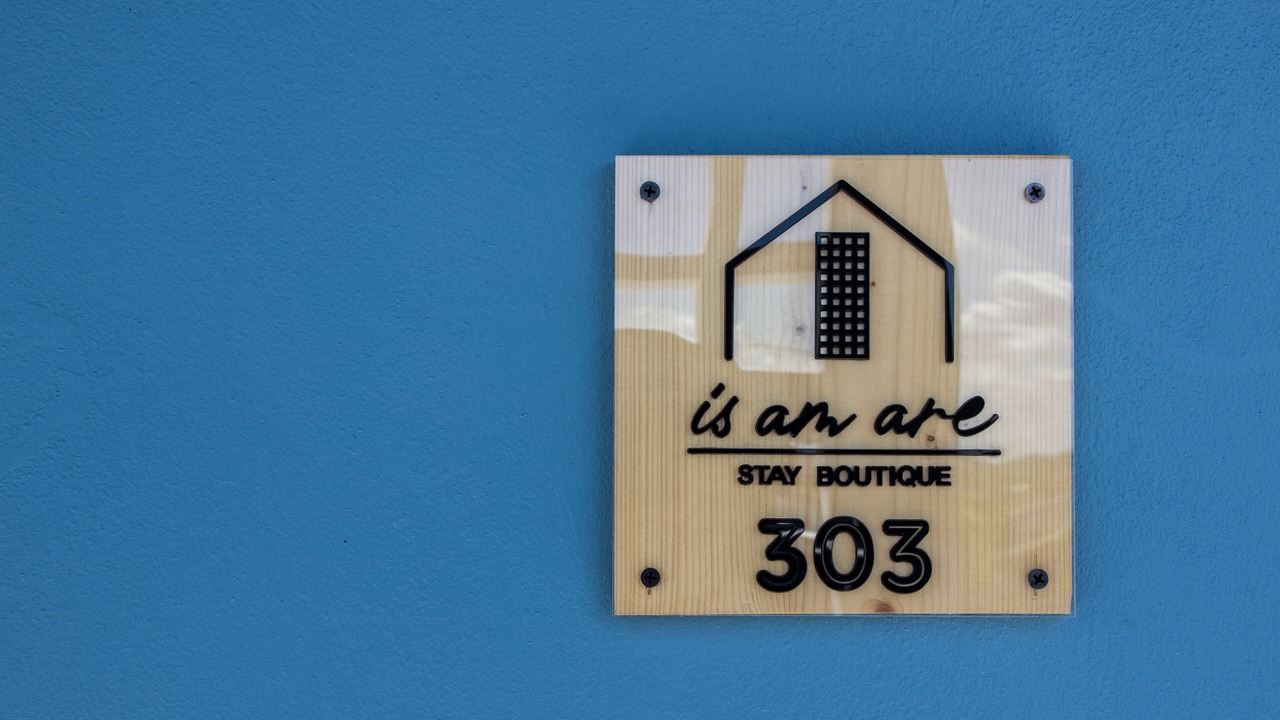 is am are
STAY BOUTIQUE
303